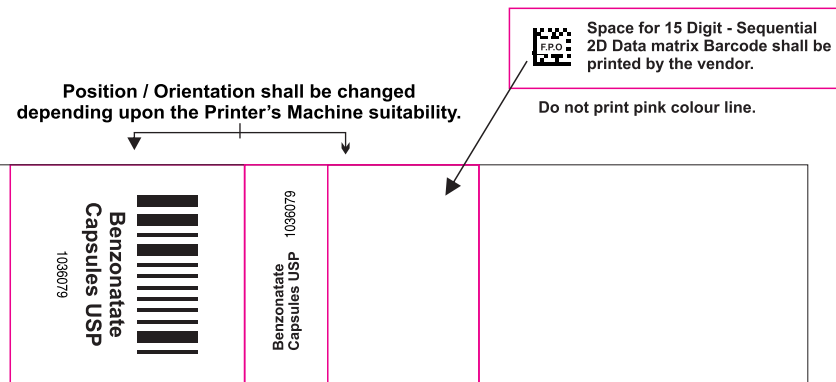 Space for 15 Digit - Sequential
2D Data matrix Barcode shall be
printed by the vendor.
F.P.O
Position / Orientation shall be changed
depending upon the Printer's Machine suitability.
Do not print pink colour line.
Benzonatate
Capsules USP
1036079
Benzonatate
Capsules USP 1036079